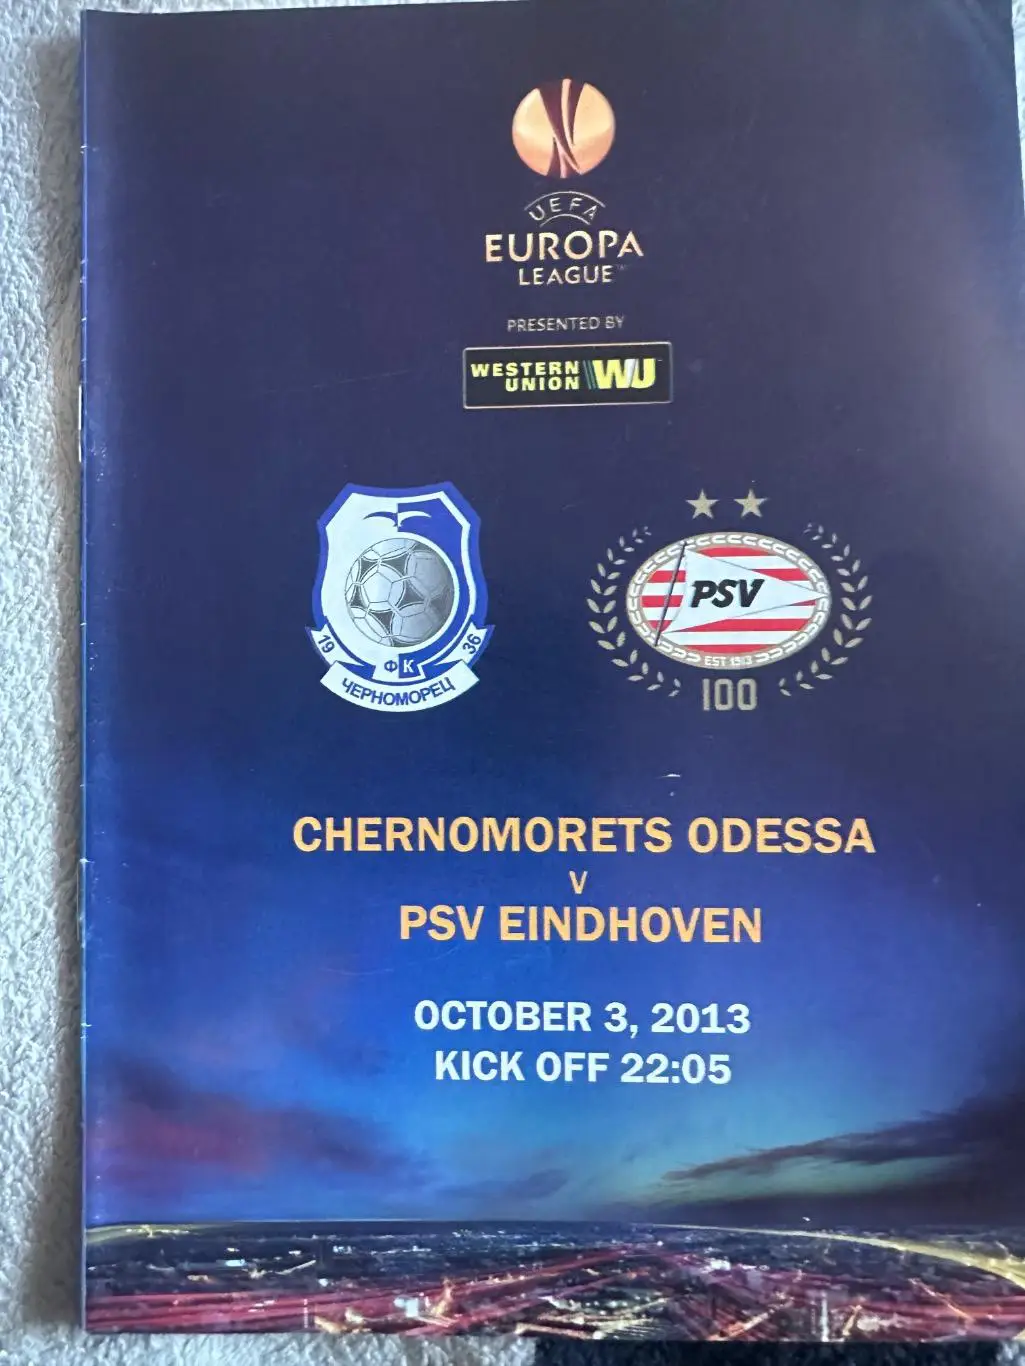 UEFA
EUROPA
LEAGUE™
PRESENTED BY
WESTERN
UNION WU
19 ФК 36
ЧЕРНОМОРЕЦ
PSV
EST 1913
100
CHERNOMORETS ODESSA
V
PSV EINDHOVEN
OCTOBER 3, 2013
KICK OFF 22:05